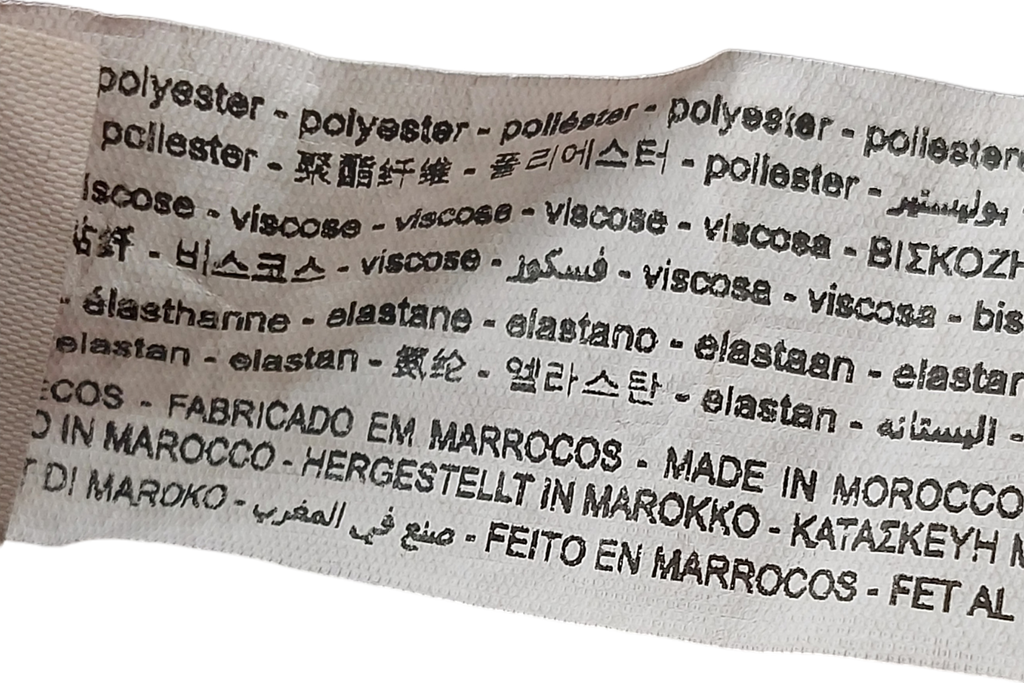 polyester - polyester - poliéster - polyester - poliestere
poliester - 聚酯纤维 - 폴리에스터 - poliester - بوليستير -
iscose - viscose - viscose - viscose - viscosa - ΒΙΣΚΟΖΗ
粘纤 - 비스코스 - viscose - فسكوز - viscosa - viscosa - bis
- élasthanne - elastane - elastano - elastaan - elastan
elastan - elastan - 氨纶 - 엘라스탄 - elastan - اليستانه -
ECOS - FABRICADO EM MARROCOS - MADE IN MOROCCO
O IN MAROCCO - HERGESTELLT IN MAROKKO - ΚΑΤΑΣΚΕΥΗ Μ
T DI MAROKO - صنع في المغرب - FEITO EN MARROCOS - FET AL